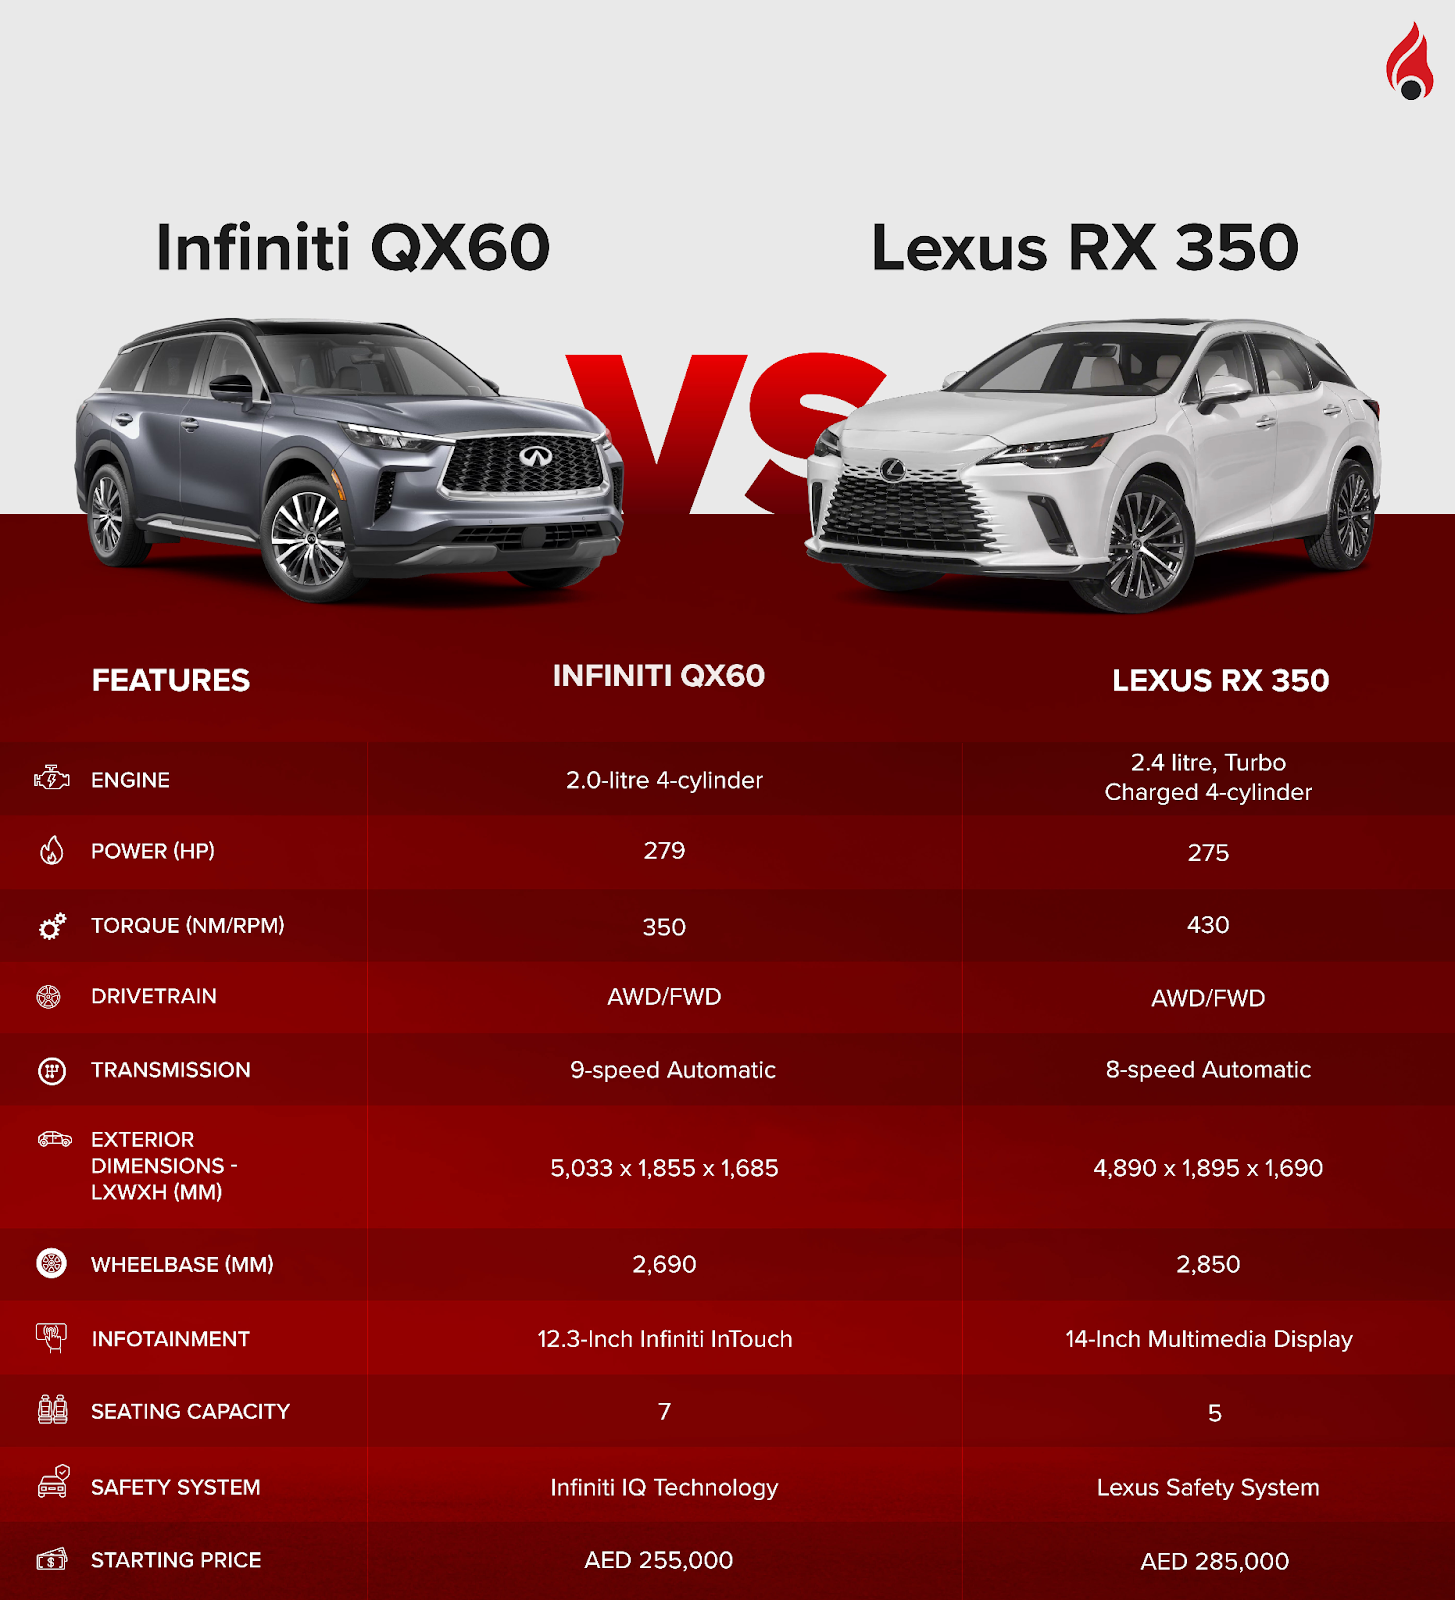 Infiniti QX60
Lexus RX 350
VS
FEATURES
INFINITI QX60
LEXUS RX 350
ENGINE
2.0-litre 4-cylinder
2.4 litre, Turbo
Charged 4-cylinder
POWER (HP)
279
275
TORQUE (NM/RPM)
350
430
DRIVETRAIN
AWD/FWD
AWD/FWD
TRANSMISSION
9-speed Automatic
8-speed Automatic
EXTERIOR
DIMENSIONS -
LXWXH (MM)
5,033 x 1,855 x 1,685
4,890 x 1,895 x 1,690
WHEELBASE (MM)
2,690
2,850
INFOTAINMENT
12.3-Inch Infiniti InTouch
14-Inch Multimedia Display
SEATING CAPACITY
7
5
SAFETY SYSTEM
Infiniti IQ Technology
Lexus Safety System
STARTING PRICE
AED 255,000
AED 285,000